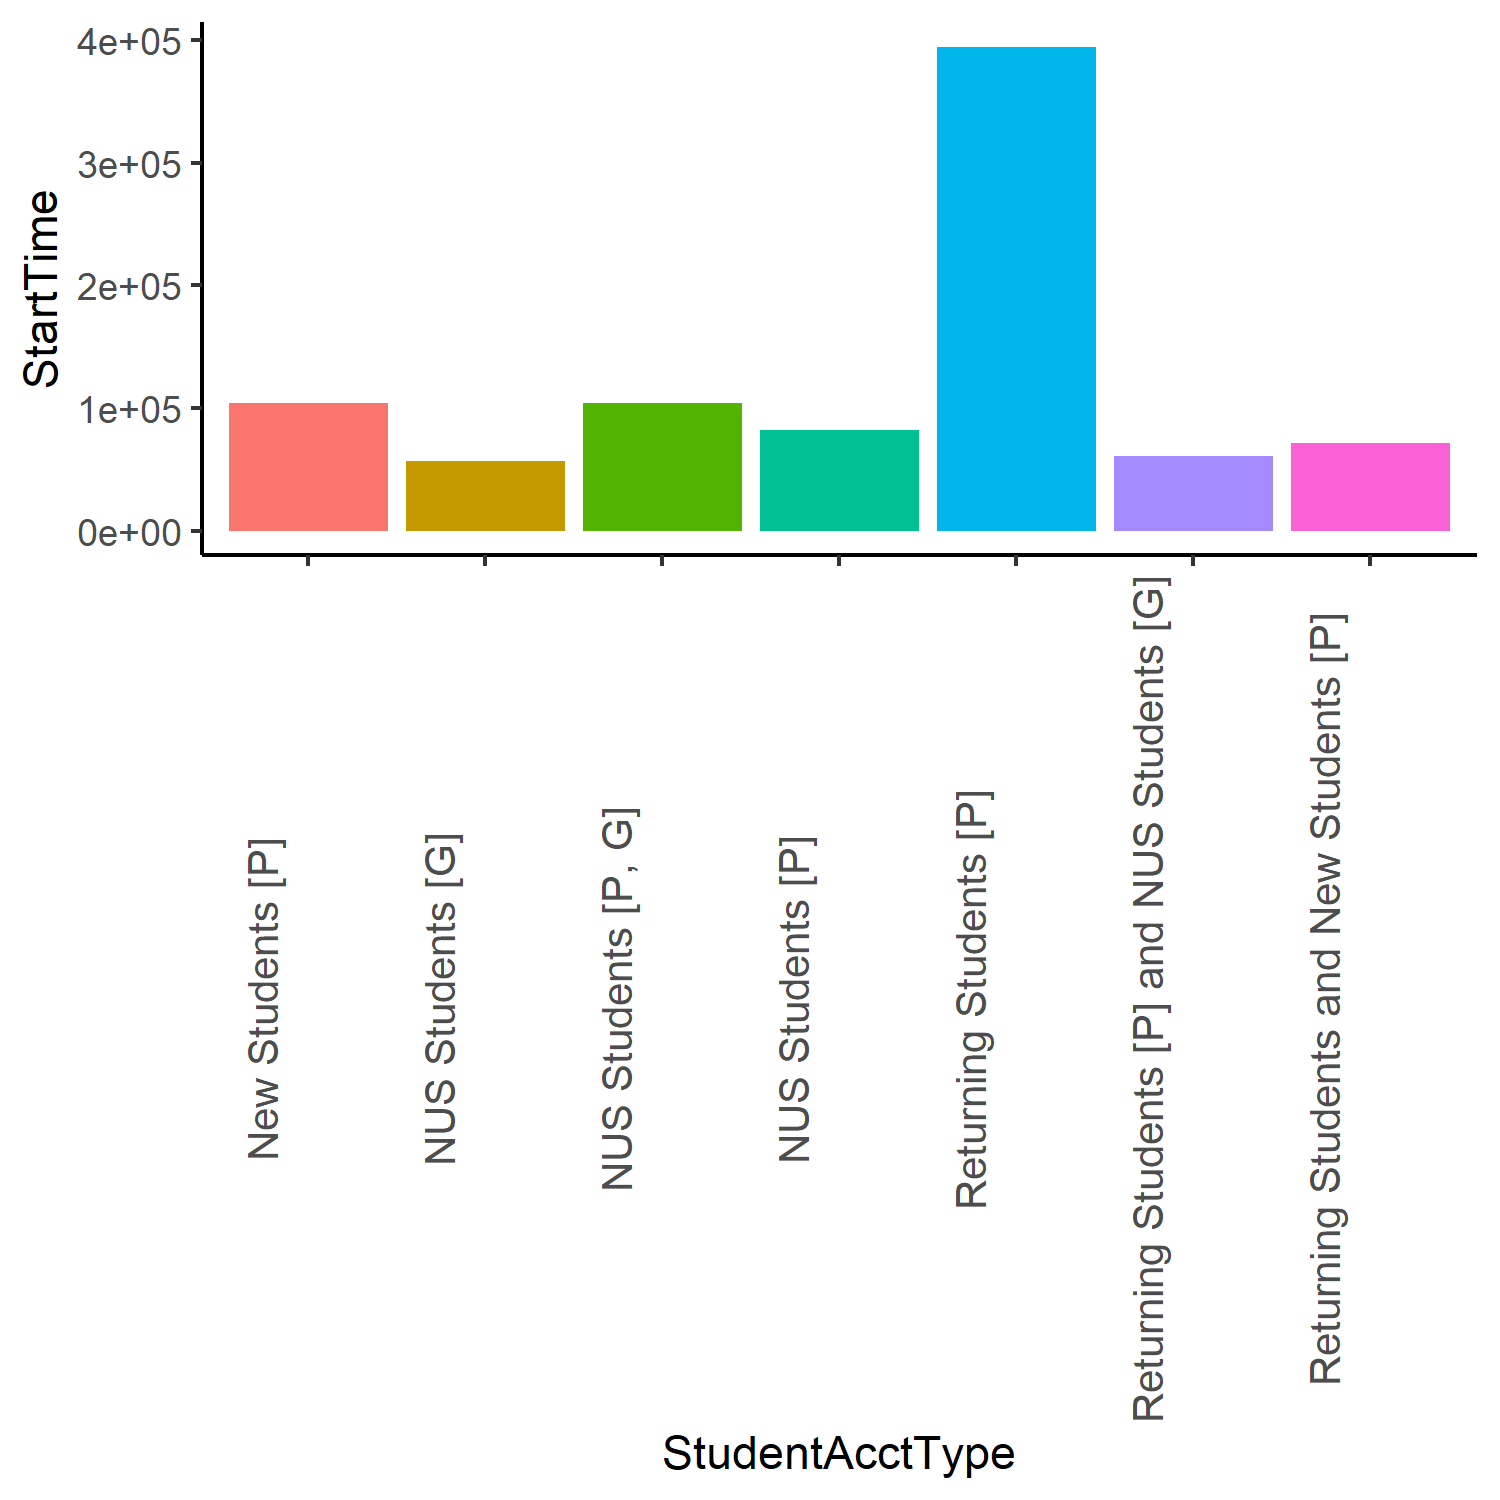 StartTime
4e+05
3e+05
2e+05
1e+05
0e+00
New Students [P]
NUS Students [G]
NUS Students [P, G]
NUS Students [P]
Returning Students [P]
Returning Students [P] and NUS Students [G]
Returning Students and New Students [P]
StudentAcctType